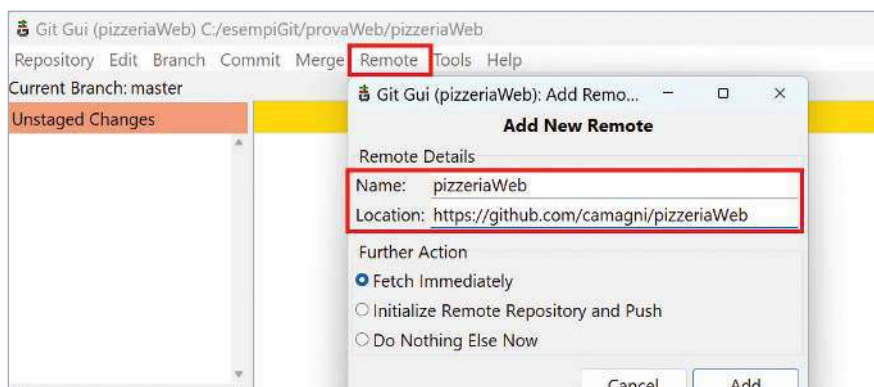 Git Gui (pizzeriaWeb) C:/esempiGit/provaWeb/pizzeriaWeb
Repository Edit Branch Commit Merge Remote Tools Help
Current Branch: master
Unstaged Changes
Git Gui (pizzeriaWeb): Add Remo...
Add New Remote
Remote Details
Name: pizzeriaWeb
Location: https://github.com/camagni/pizzeriaWeb
Further Action
Fetch Immediately
Initialize Remote Repository and Push
Do Nothing Else Now
Cancel Add